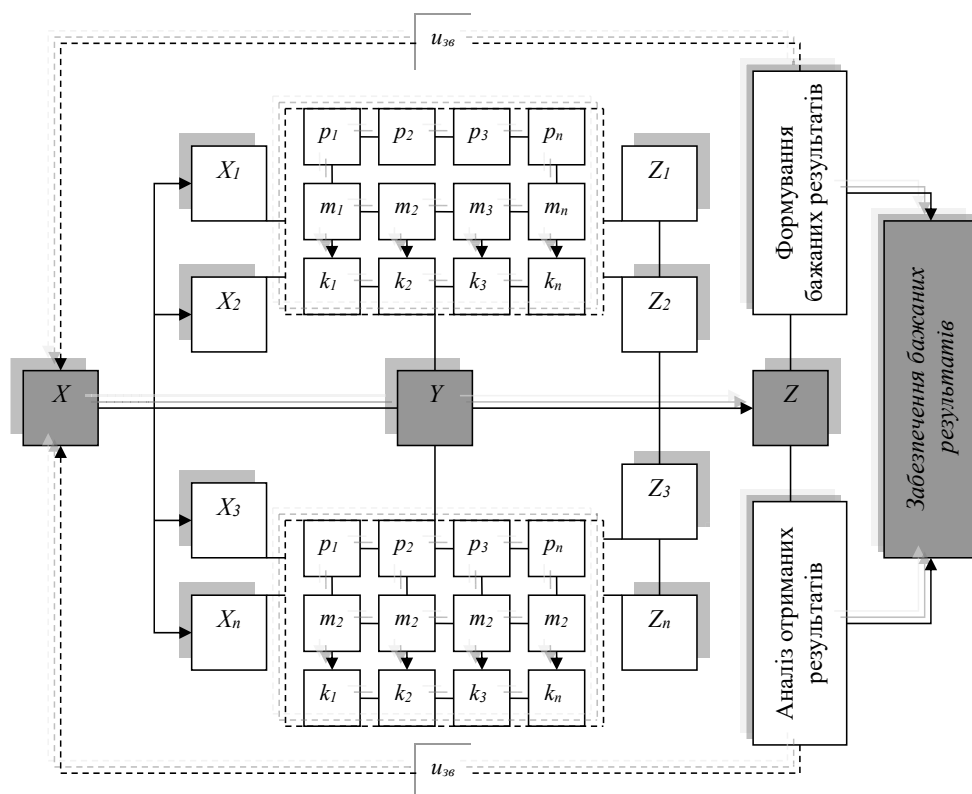 uзв
X1
p1 p2 p3 pn
Z1
m1 m2 m3 mn
X2
k1 k2 k3 kn
Z2
Формування
бажаних результатів
X
Y
Z
Забезпечення бажаних
результатів
X3
Z3
p1 p2 p3 pn
Xn
m2 m2 m2 m2
Zn
k1 k2 k3 kn
Аналіз отриманих
результатів
uзв